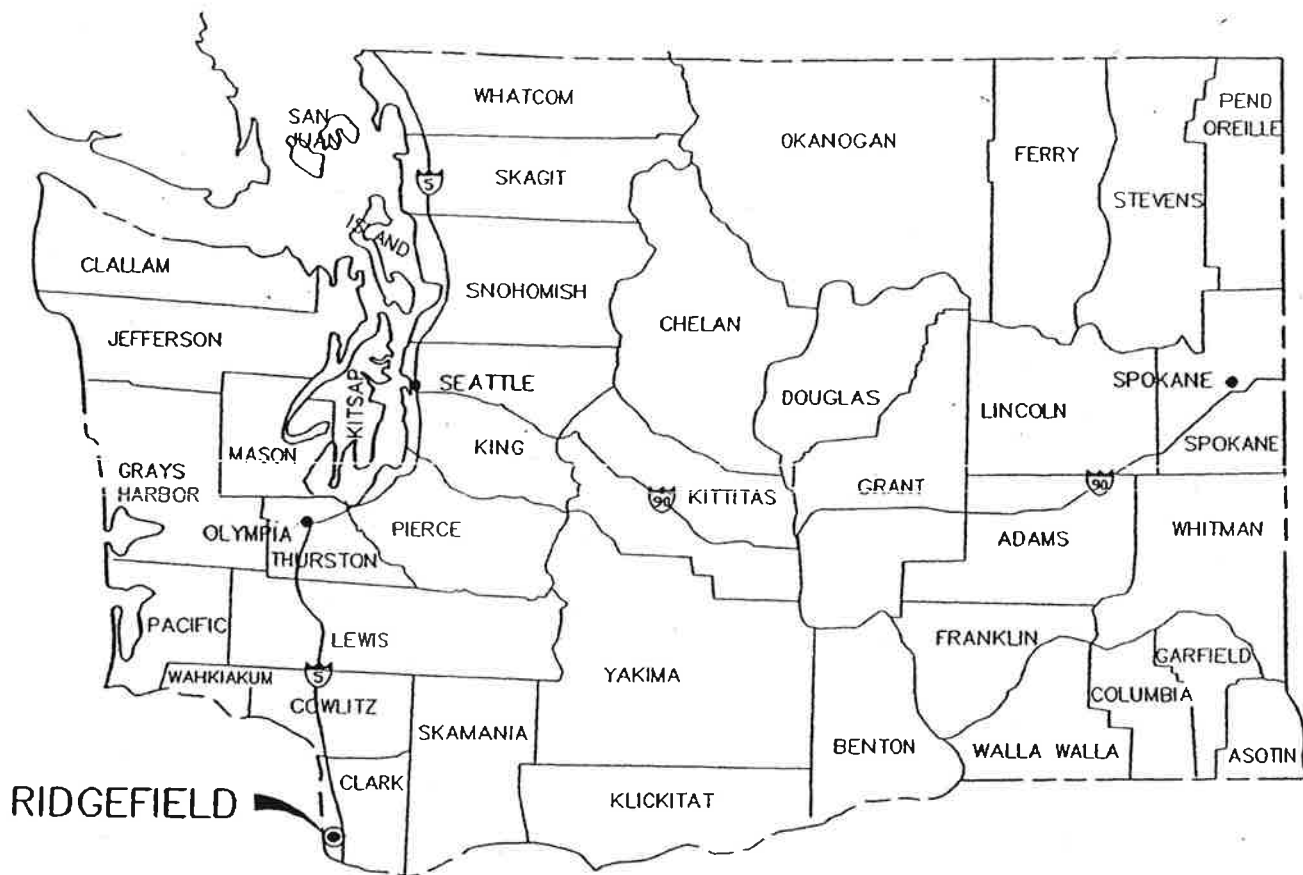 WHATCOM
SAN
JUAN
OKANOGAN
FERRY
PEND
OREILLE
5
SKAGIT
STEVENS
ISLAND
CLALLAM
SNOHOMISH
CHELAN
JEFFERSON
SEATTLE
KITSAP
DOUGLAS
LINCOLN
SPOKANE
MASON
KING
SPOKANE
GRAYS
HARBOR
90
KITTITAS
GRANT
90
OLYMPIA
PIERCE
ADAMS
WHITMAN
THURSTON
PACIFIC
LEWIS
FRANKLIN
GARFIELD
WAHKIAKUM
5
YAKIMA
COLUMBIA
COWLITZ
SKAMANIA
BENTON
WALLA WALLA
ASOTIN
CLARK
RIDGEFIELD
KLICKITAT